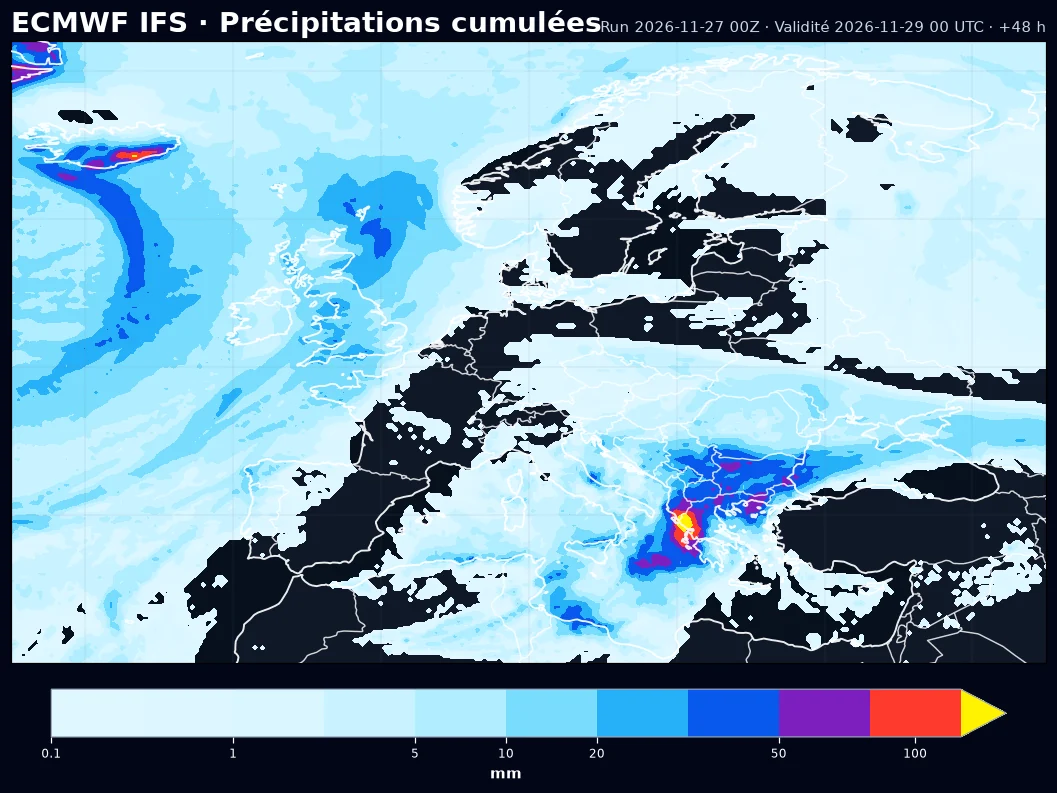 ECMWF IFS · Précipitations cumulées
Run 2026-11-27 00Z · Validité 2026-11-29 00 UTC · +48 h
0.1 1 5 10 20 50 100
mm